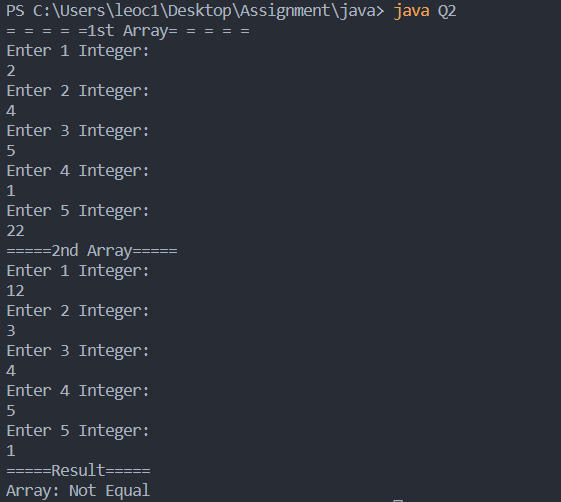 PS C:\Users\leoc1\Desktop\Assignment\java> java Q2
= = = = =1st Array= = = = =
Enter 1 Integer:
2
Enter 2 Integer:
4
Enter 3 Integer:
5
Enter 4 Integer:
1
Enter 5 Integer:
22
=====2nd Array=====
Enter 1 Integer:
12
Enter 2 Integer:
3
Enter 3 Integer:
4
Enter 4 Integer:
5
Enter 5 Integer:
1
=====Result=====
Array: Not Equal